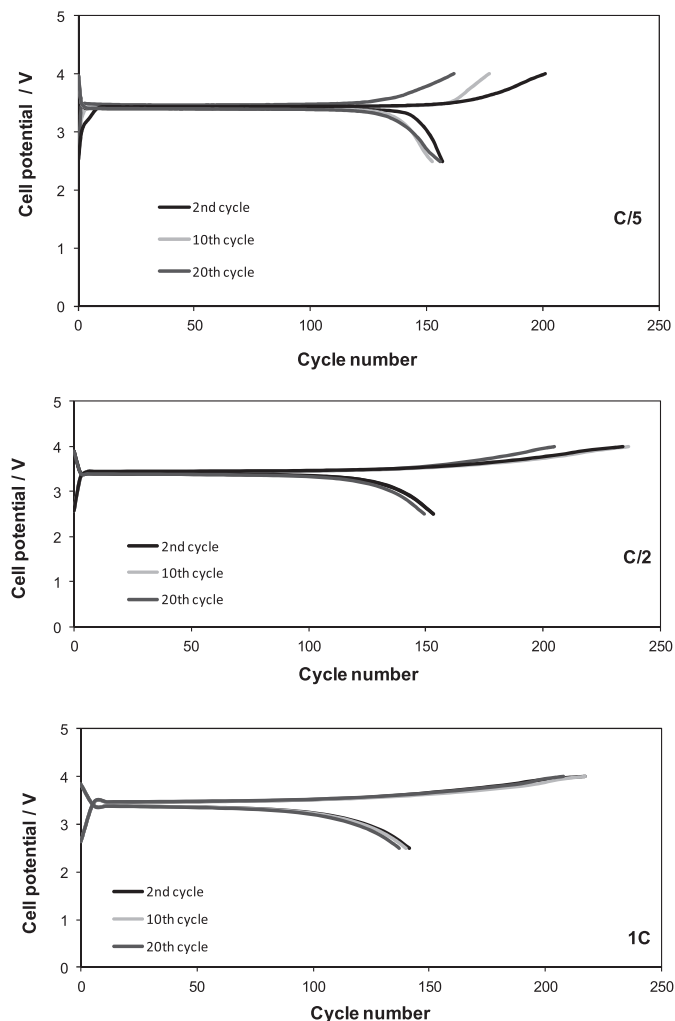 5
4
3
2
1
0
Cell potential / V
2nd cycle
10th cycle
20th cycle
C/5
0 50 100 150 200 250
Cycle number
5
4
3
2
1
0
Cell potential / V
2nd cycle
10th cycle
20th cycle
C/2
0 50 100 150 200 250
Cycle number
5
4
3
2
1
0
Cell potential / V
2nd cycle
10th cycle
20th cycle
1C
0 50 100 150 200 250
Cycle number